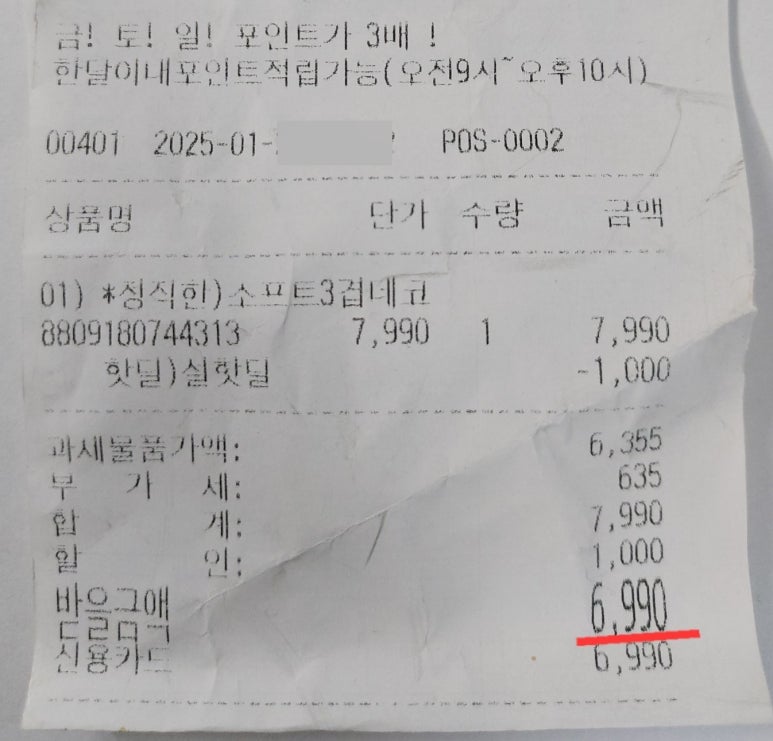 금! 토! 일! 포인트가 3배 !
한달이내포인트적립가능(오전9시~오후10시)
00401 2025-01- POS-0002
상품명 단가 수량 금액
01) *정직한)소프트3겹데코
8809180744313 7,990 1 7,990
핫딜)실핫딜 -1,000
과세물품가액: 6,355
부 가 세: 635
합 계: 7,990
할 인: 1,000
받을금액 6,990
신용카드 6,990